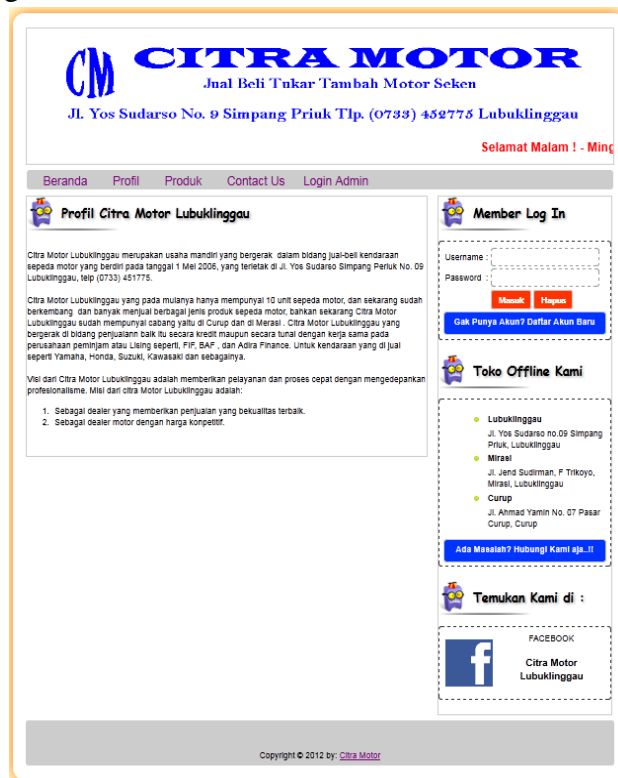 CM CITRA MOTOR
Jual Beli Tukar Tambah Motor Seken
Jl. Yos Sudarso No. 9 Simpang Priuk Tlp. (0733) 452775 Lubuklinggau
Selamat Malam ! - Ming
Beranda Profil Produk Contact Us Login Admin
Profil Citra Motor Lubuklinggau
Citra Motor Lubuklinggau merupakan usaha mandiri yang bergerak dalam bidang jual-beli kendaraan
sepeda motor yang berdiri pada tanggal 1 Mei 2006, yang terletak di Jl. Yos Sudarso Simpang Periuk No. 09
Lubuklinggau, telp (0733) 451775.
Citra Motor Lubuklinggau yang pada mulanya hanya mempunyai 10 unit sepeda motor, dan sekarang sudah
berkembang dan banyak menjual berbagai jenis produk sepeda motor, bahkan sekarang Citra Motor
Lubuklinggau sudah mempunyai cabang yaitu di Curup dan di Merasi . Citra Motor Lubuklinggau yang
bergerak di bidang penjualann baik itu secara kredit maupun secara tunai dengan kerja sama pada
perusahaan peminjam atau Lising seperti, FIF, BAF , dan Adira Finance. Untuk kendaraan yang di jual
seperti Yamaha, Honda, Suzuki, Kawasaki dan sebagainya.
Visi dari Citra Motor Lubuklinggau adalah memberikan pelayanan dan proses cepat dengan mengedepankan
profesionalisme. Misi dari citra Motor Lubuklinggau adalah:
1. Sebagai dealer yang memberikan penjualan yang bekualitas terbaik.
2. Sebagai dealer motor dengan harga konpetitif.
Member Log In
Username :
Password :
Masuk Hapus
Gak Punya Akun? Daftar Akun Baru
Toko Offline Kami
Lubuklinggau
Jl. Yos Sudarso no.09 Simpang
Priuk, Lubuklinggau
Mirasi
Jl. Jend Sudirman, F Trikoyo,
Mirasi, Lubuklinggau
Curup
Jl. Ahmad Yamin No. 07 Pasar
Curup, Curup
Ada Masalah? Hubungi Kami aja..!!
Temukan Kami di :
f
FACEBOOK
Citra Motor
Lubuklinggau
Copyright © 2012 by: Citra Motor